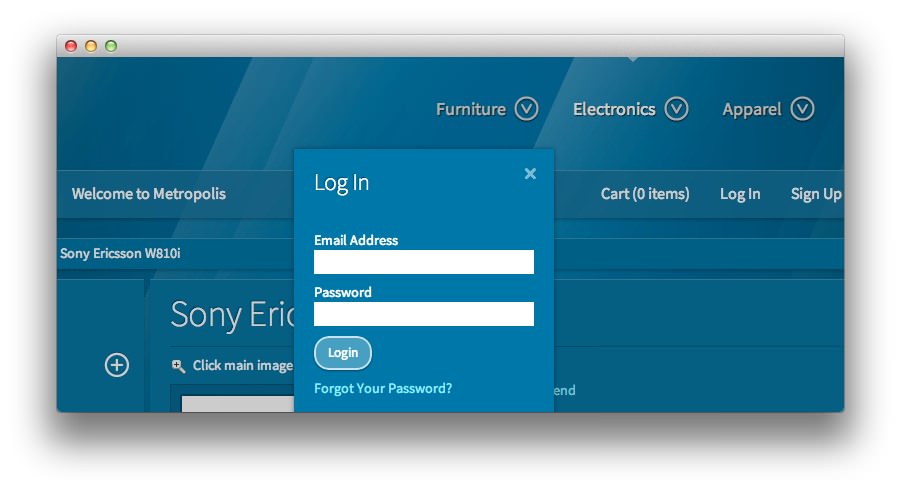 Furniture Electronics Apparel
Welcome to Metropolis Cart (0 items) Log In Sign Up
Sony Ericsson W810i
Log In
Email Address
Password
Login
Forgot Your Password?
Sony Eric
Click main image
end